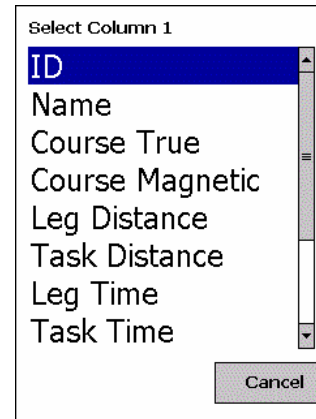 Select Column 1
ID
Name
Course True
Course Magnetic
Leg Distance
Task Distance
Leg Time
Task Time
Cancel